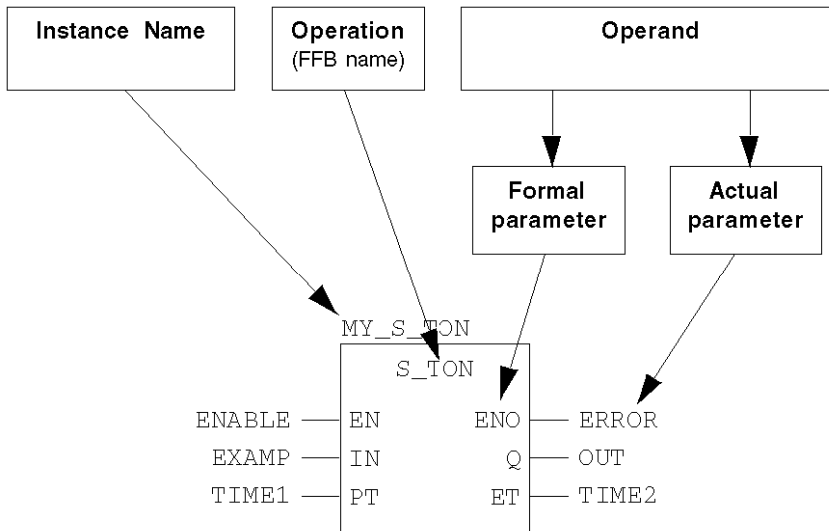 Instance Name
Operation
(FFB name)
Operand
Formal
parameter
Actual
parameter
MY_S_TON
S_TON
ENABLE EN ENO ERROR
EXAMP IN Q OUT
TIME1 PT ET TIME2